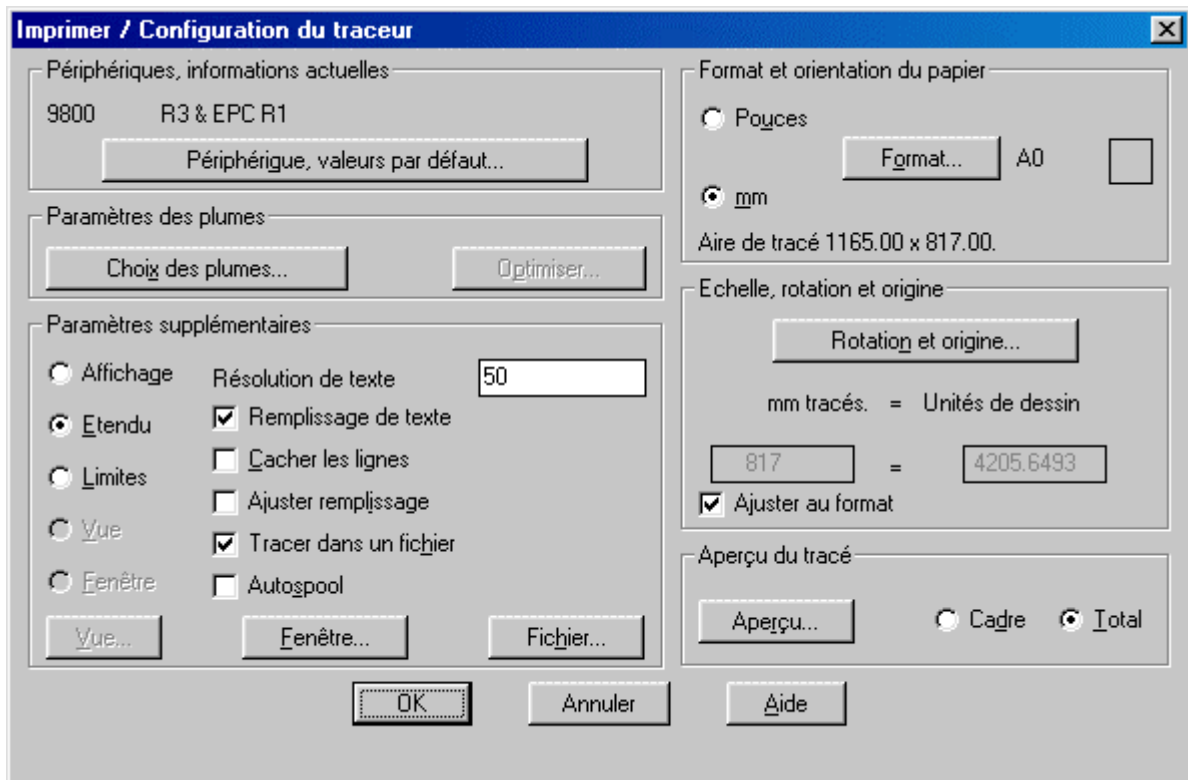 Imprimer / Configuration du traceur
Périphériques, informations actuelles
9800 R3 & EPC R1
Périphérigue, valeurs par défaut...
Paramètres des plumes
Choix des plumes...
Optimiser...
Paramètres supplémentaires
Affichage
Etendu
Limites
Vue
Fenêtre
Résolution de texte 50
Remplissage de texte
Cacher les lignes
Ajuster remplissage
Tracer dans un fichier
Autospool
Vue...
Fenêtre...
Fichier...
Format et orientation du papier
Pouces
Format... A0
mm
Aire de tracé 1165.00 x 817.00.
Echelle, rotation et origine
Rotation et origine...
mm tracés. = Unités de dessin
817 = 4205.6493
Ajuster au format
Aperçu du tracé
Aperçu...
Cadre
Total
OK
Annuler
Aide